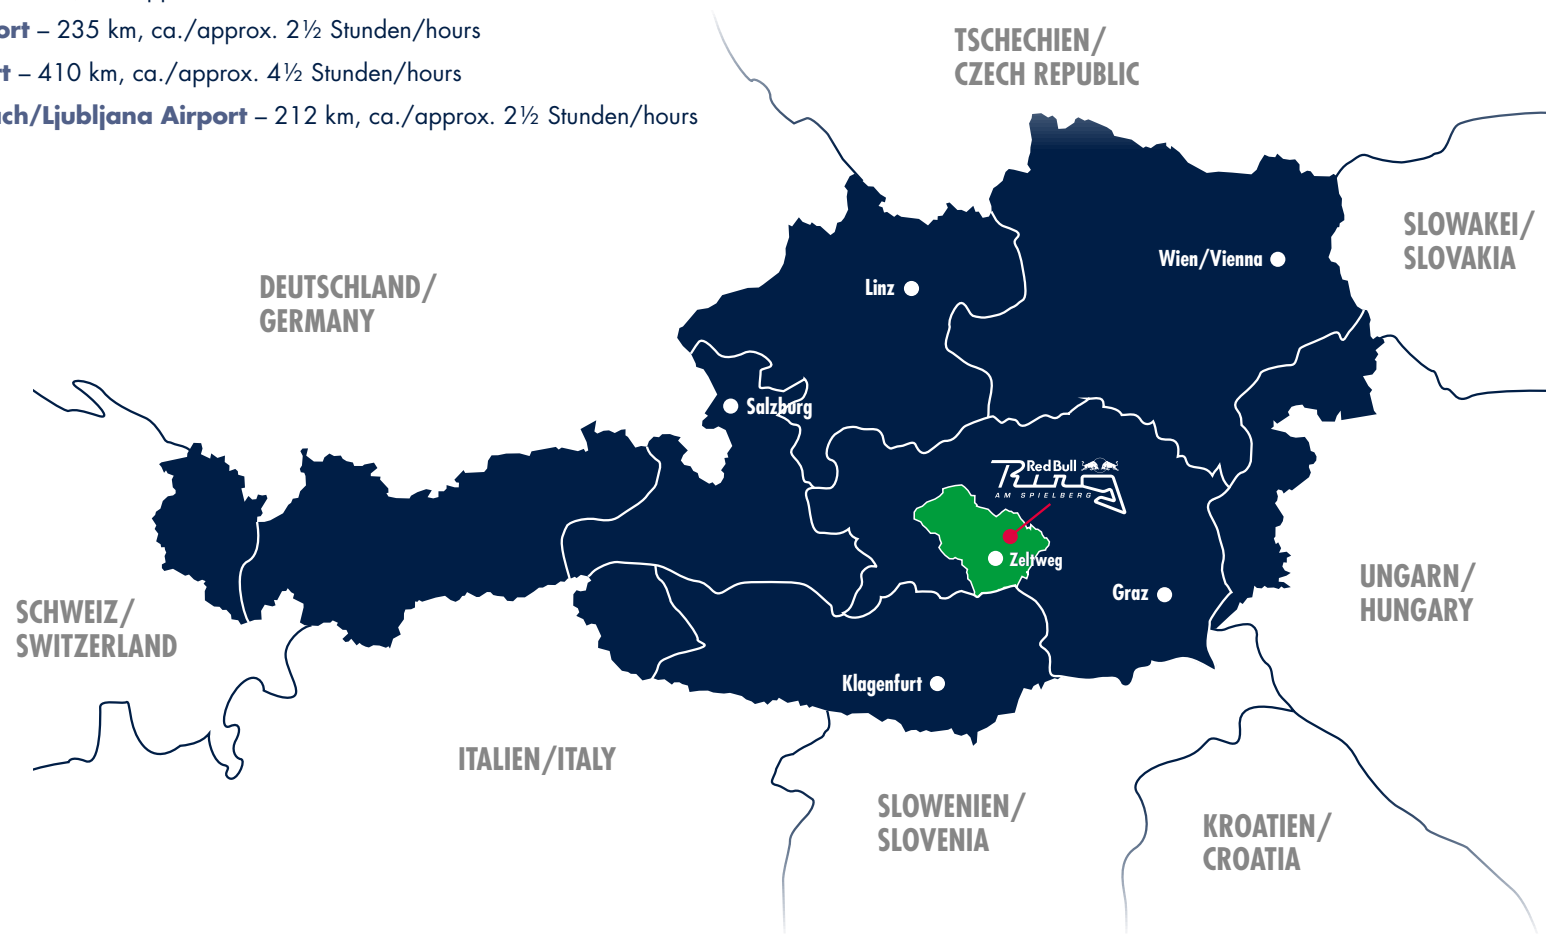 – 235 km, ca./approx. 2½ Stunden/hours
– 410 km, ca./approx. 4½ Stunden/hours
/Ljubljana Airport – 212 km, ca./approx. 2½ Stunden/hours
TSCHECHIEN/
CZECH REPUBLIC
SLOWAKEI/
SLOVAKIA
Wien/Vienna
DEUTSCHLAND/
GERMANY
Linz
Salzburg
Red Bull
Ring
AM SPIELBERG
Zeltweg
Graz
UNGARN/
HUNGARY
SCHWEIZ/
SWITZERLAND
Klagenfurt
ITALIEN/ITALY
SLOWENIEN/
SLOVENIA
KROATIEN/
CROATIA